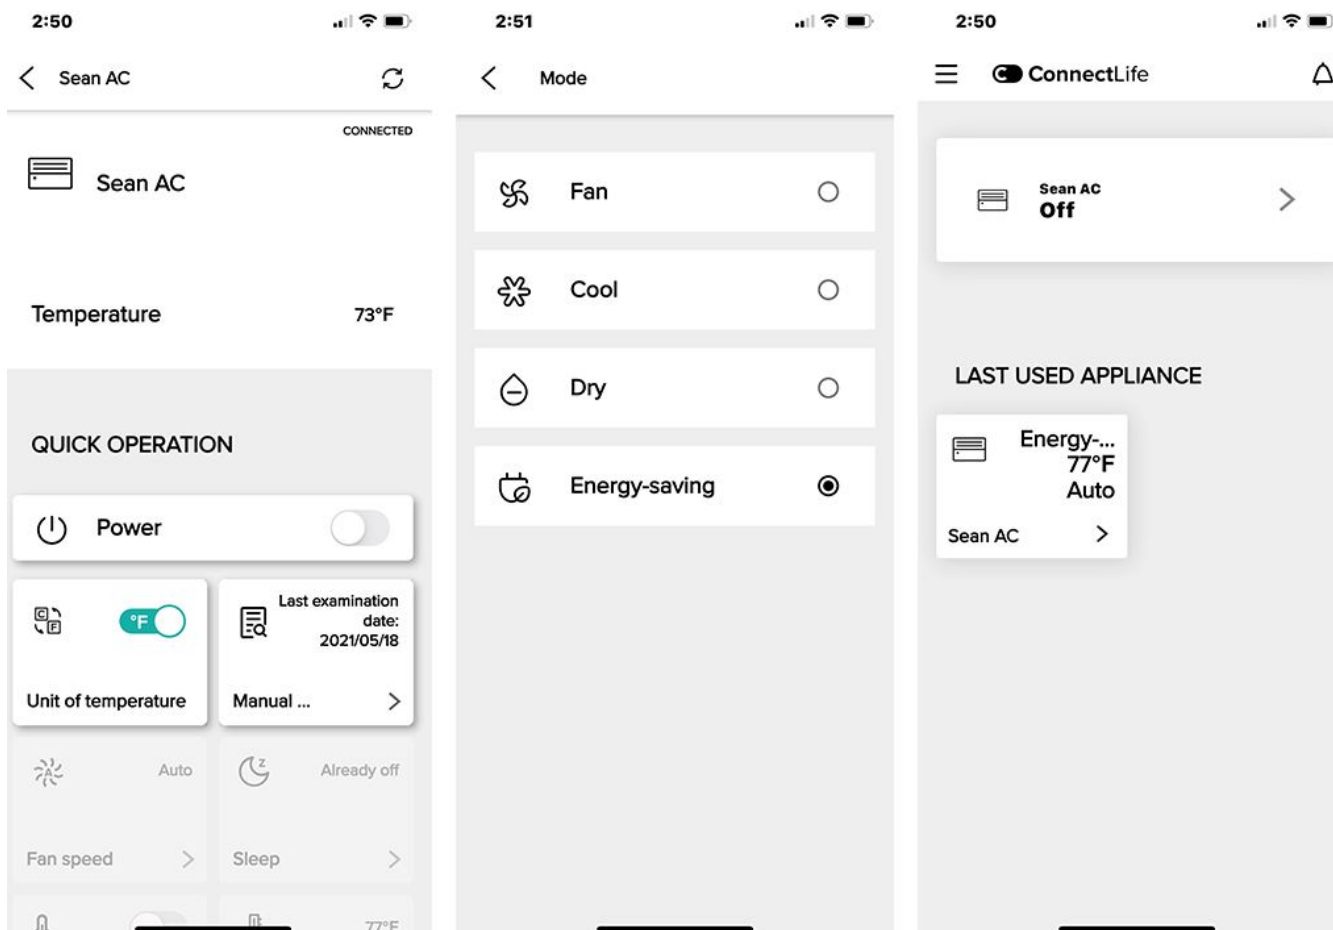 2:50
Sean AC
CONNECTED
Sean AC
Temperature 73°F
QUICK OPERATION
Power
°F
C
F
Unit of temperature
Last examination
date:
2021/05/18
Manual ...
A
Auto
Fan speed
z
Already off
Sleep
77°F
2:51
Mode
Fan
Cool
Dry
Energy-saving
2:50
ConnectLife
Sean AC
Off
LAST USED APPLIANCE
Energy-...
77°F
Auto
Sean AC